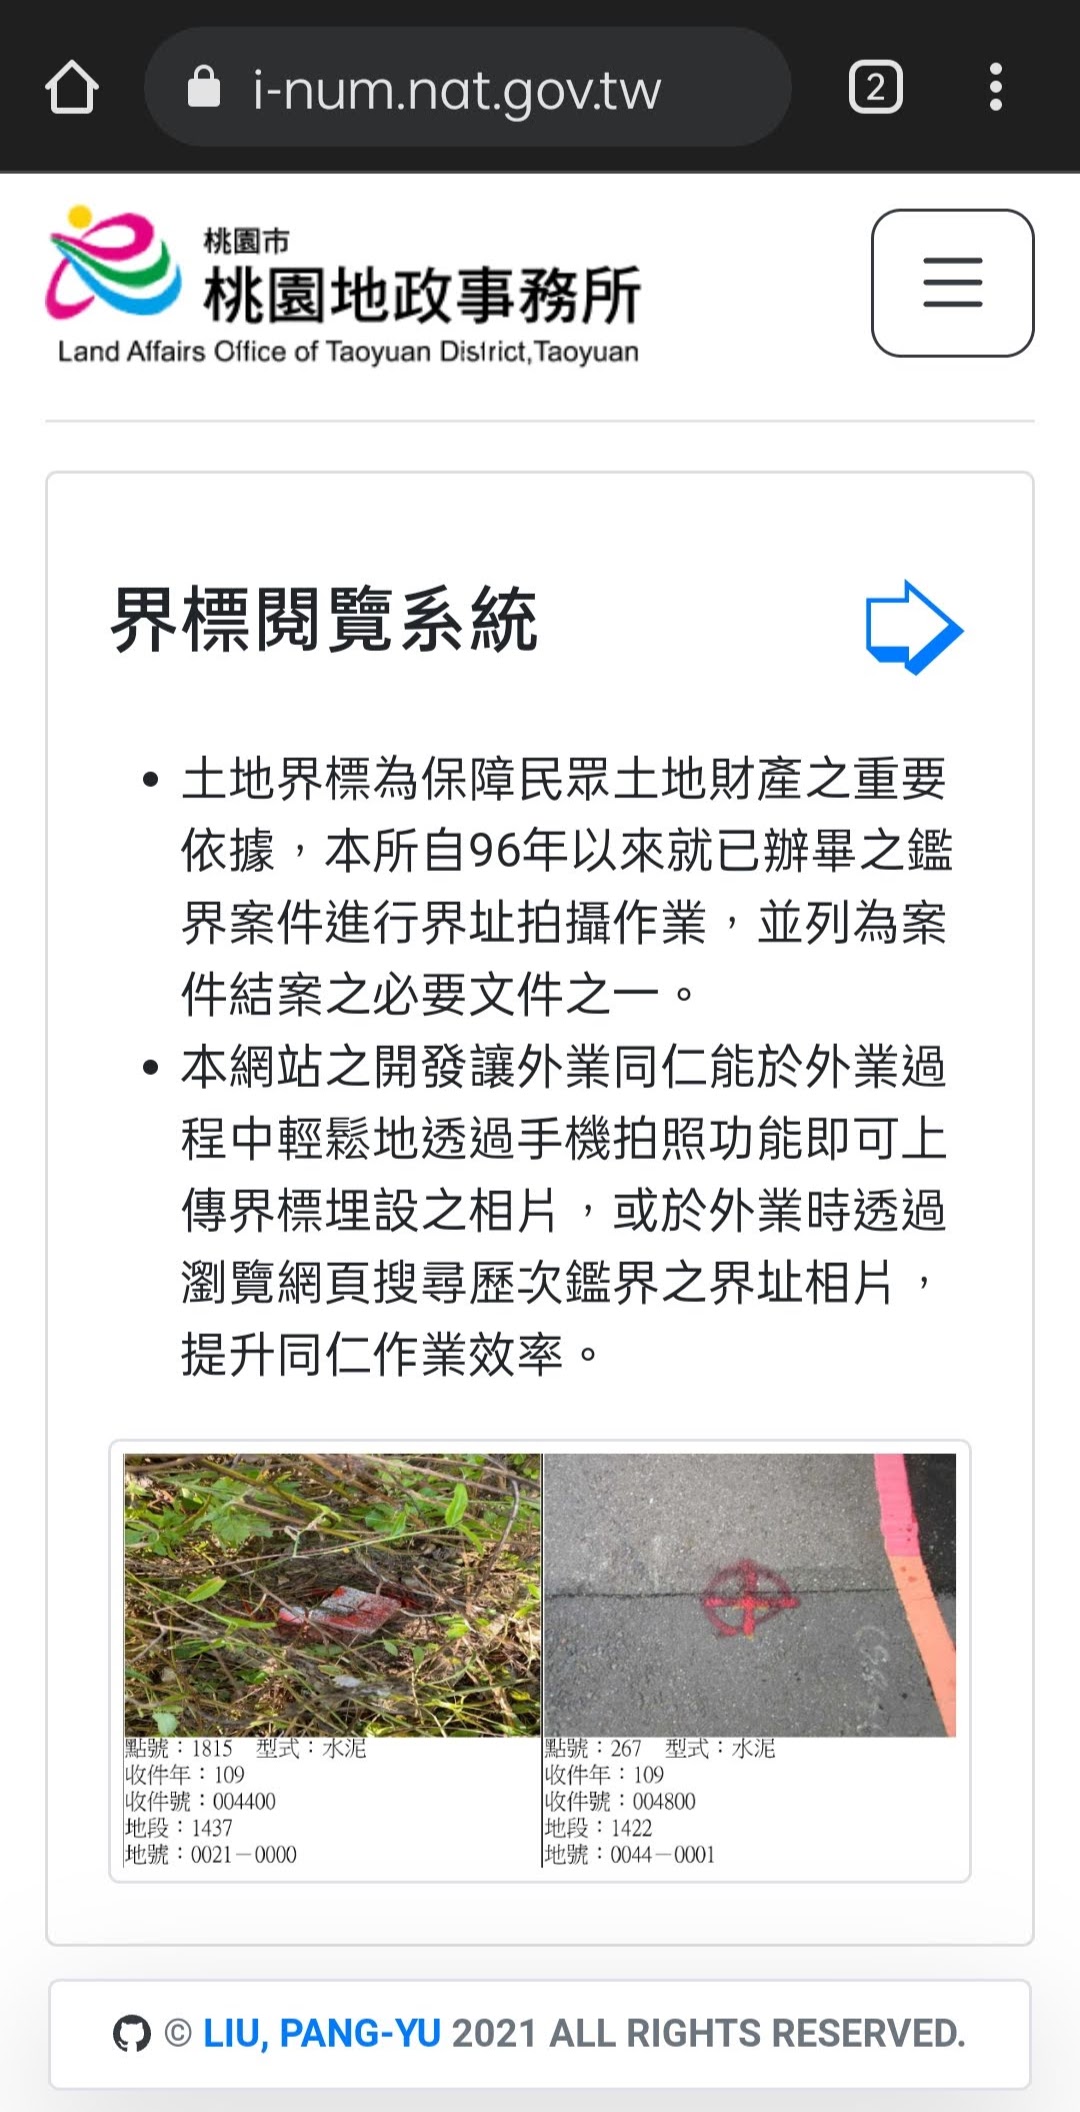 i-num.nat.gov.tw
2
桃園市
桃園地政事務所
Land Affairs Office of Taoyuan District,Taoyuan
界標閱覽系統
土地界標為保障民眾土地財產之重要
依據，本所自96年以來就已辦畢之鑑
界案件進行界址拍攝作業，並列為案
件結案之必要文件之一。
本網站之開發讓外業同仁能於外業過
程中輕鬆地透過手機拍照功能即可上
傳界標埋設之相片，或於外業時透過
瀏覽網頁搜尋歷次鑑界之界址相片，
提升同仁作業效率。
點號：1815 型式：水泥
收件年：109
收件號：004400
地段：1437
地號：0021－0000
點號：267 型式：水泥
收件年：109
收件號：004800
地段：1422
地號：0044－0001
© LIU, PANG-YU 2021 ALL RIGHTS RESERVED.